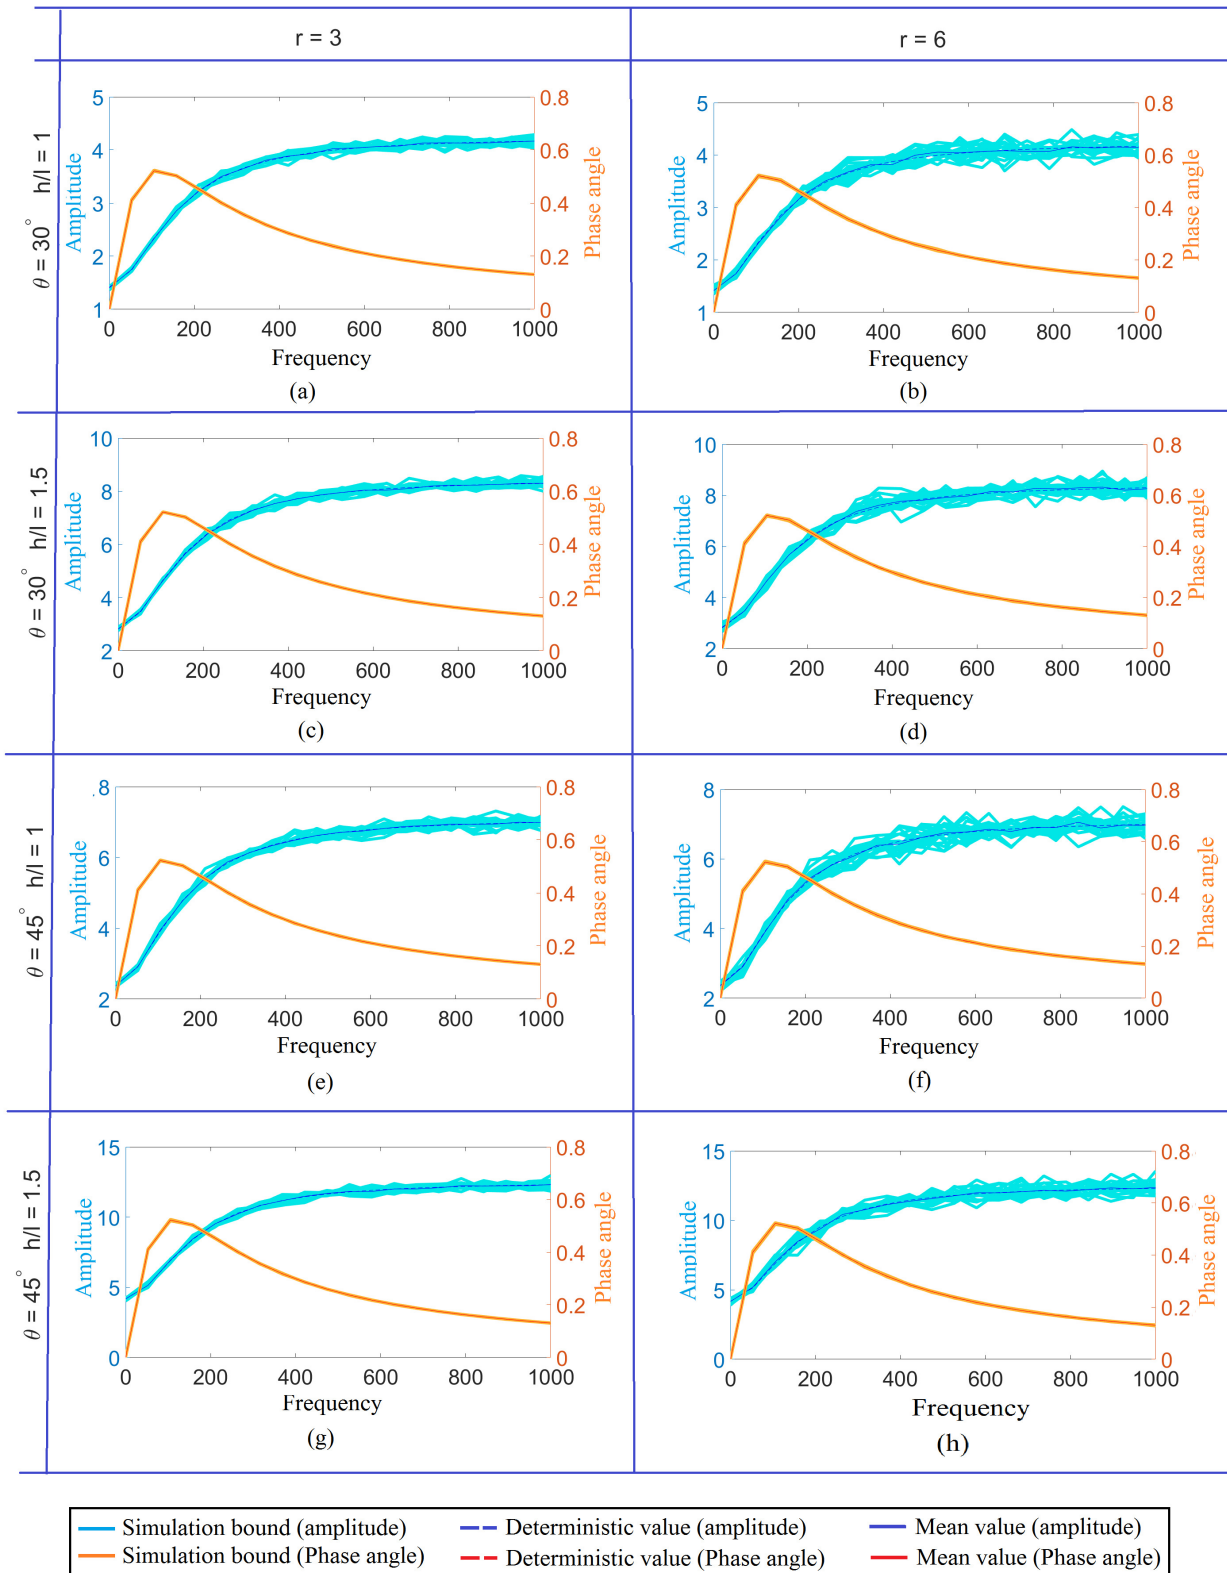 r = 3
r = 6
θ = 30° h/l = 1
5
4
3
2
1
Amplitude
0.8
0.6
0.4
0.2
0
Phase angle
0 200 400 600 800 1000
Frequency
(a)
5
4
3
2
1
Amplitude
0.8
0.6
0.4
0.2
0
Phase angle
0 200 400 600 800 1000
Frequency
(b)
θ = 30° h/l = 1.5
10
8
6
4
2
Amplitude
0.8
0.6
0.4
0.2
0
Phase angle
0 200 400 600 800 1000
Frequency
(c)
10
8
6
4
2
Amplitude
0.8
0.6
0.4
0.2
0
Phase angle
0 200 400 600 800 1000
Frequency
(d)
θ = 45° h/l = 1
8
6
4
2
Amplitude
0.8
0.6
0.4
0.2
0
Phase angle
0 200 400 600 800 1000
Frequency
(e)
8
6
4
2
Amplitude
0.8
0.6
0.4
0.2
0
Phase angle
0 200 400 600 800 1000
Frequency
(f)
θ = 45° h/l = 1.5
15
10
5
0
Amplitude
0.8
0.6
0.4
0.2
0
Phase angle
0 200 400 600 800 1000
Frequency
(g)
15
10
5
0
Amplitude
0.8
0.6
0.4
0.2
0
Phase angle
0 200 400 600 800 1000
Frequency
(h)
Simulation bound (amplitude) Deterministic value (amplitude) Mean value (amplitude)
Simulation bound (Phase angle) Deterministic value (Phase angle) Mean value (Phase angle)